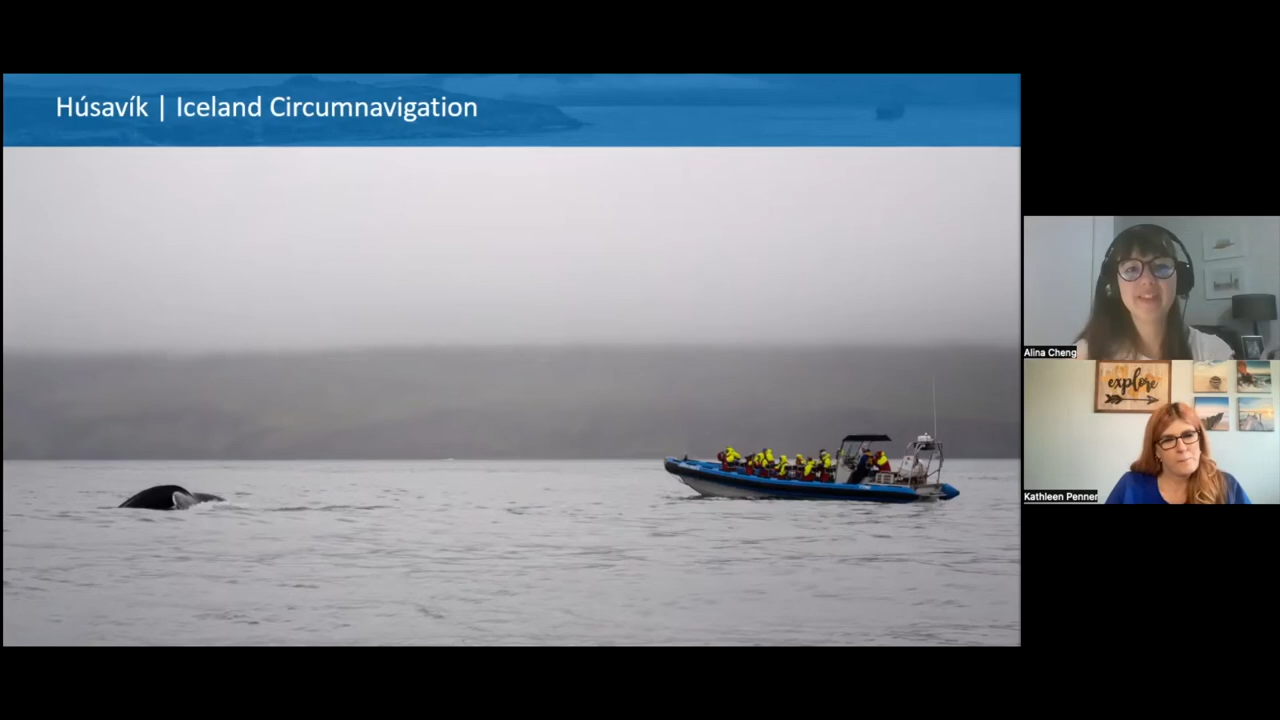 Húsavík | Iceland Circumnavigation
Alina Cheng
explore
Kathleen Penner